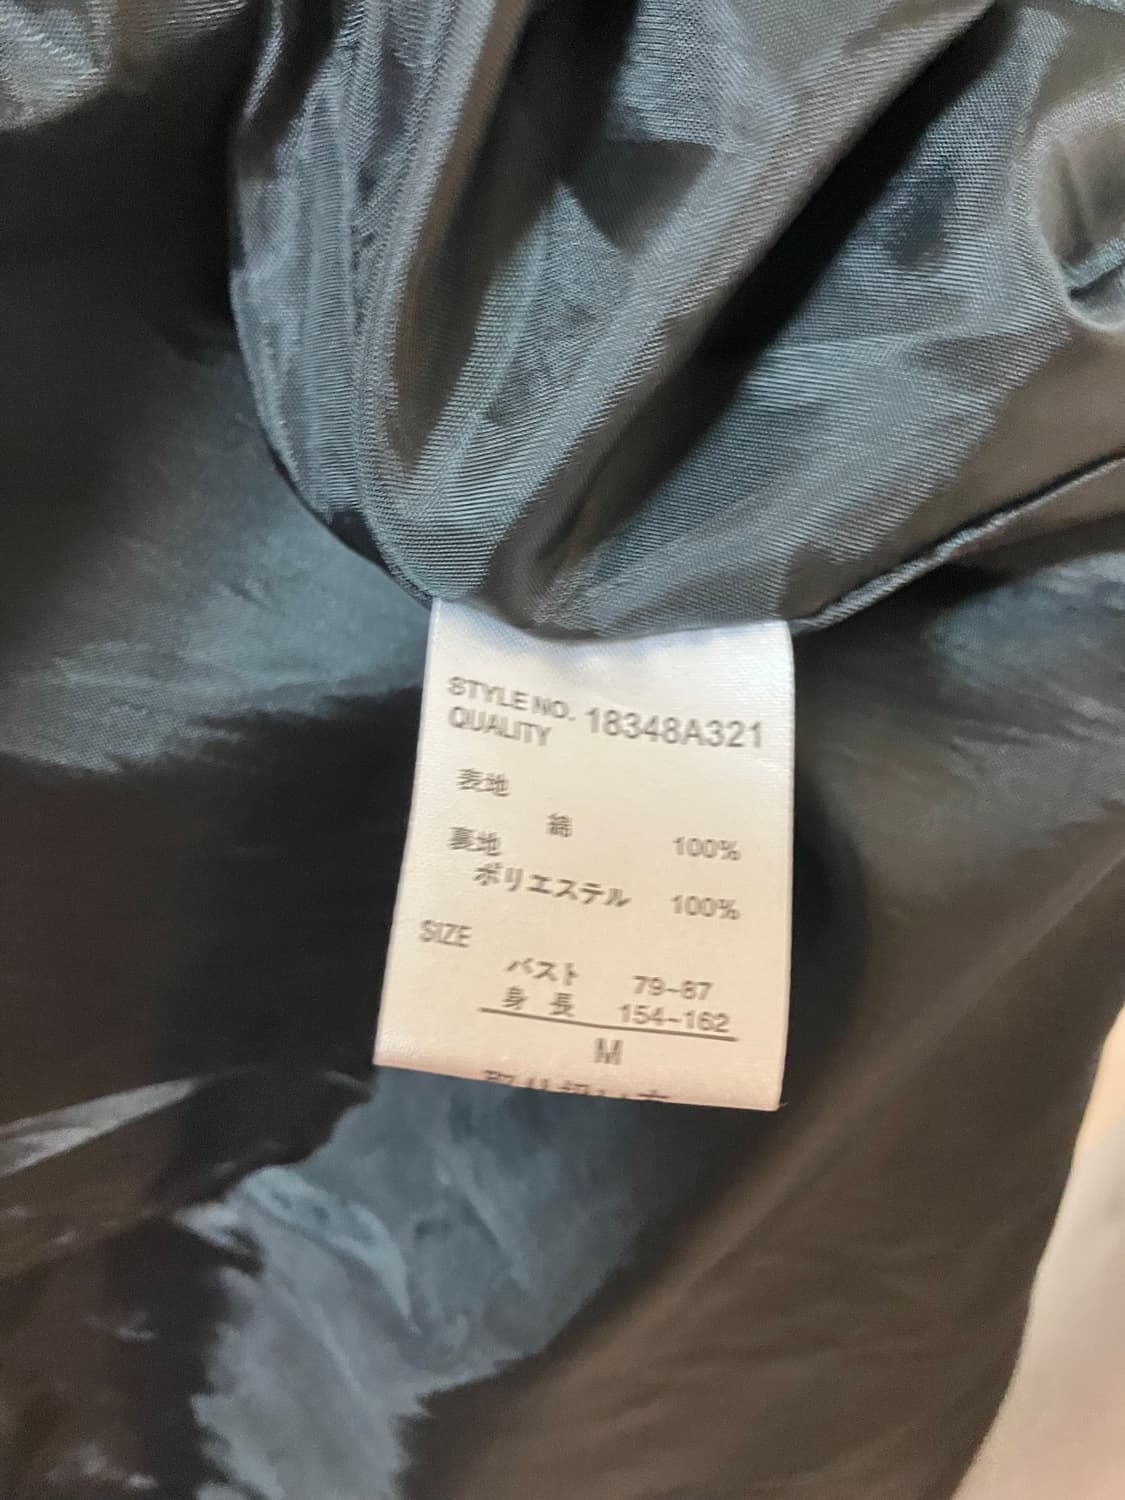 STYLE NO. 18348A321
QUALITY
表地
綿 100%
裏地
ポリエステル 100%
SIZE
バスト 79~87
身 長 154~162
M